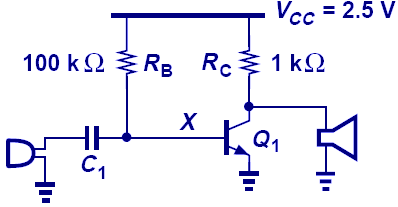 V_CC = 2.5 V
100 kΩ R_B R_C 1 kΩ
X
Q_1
C_1